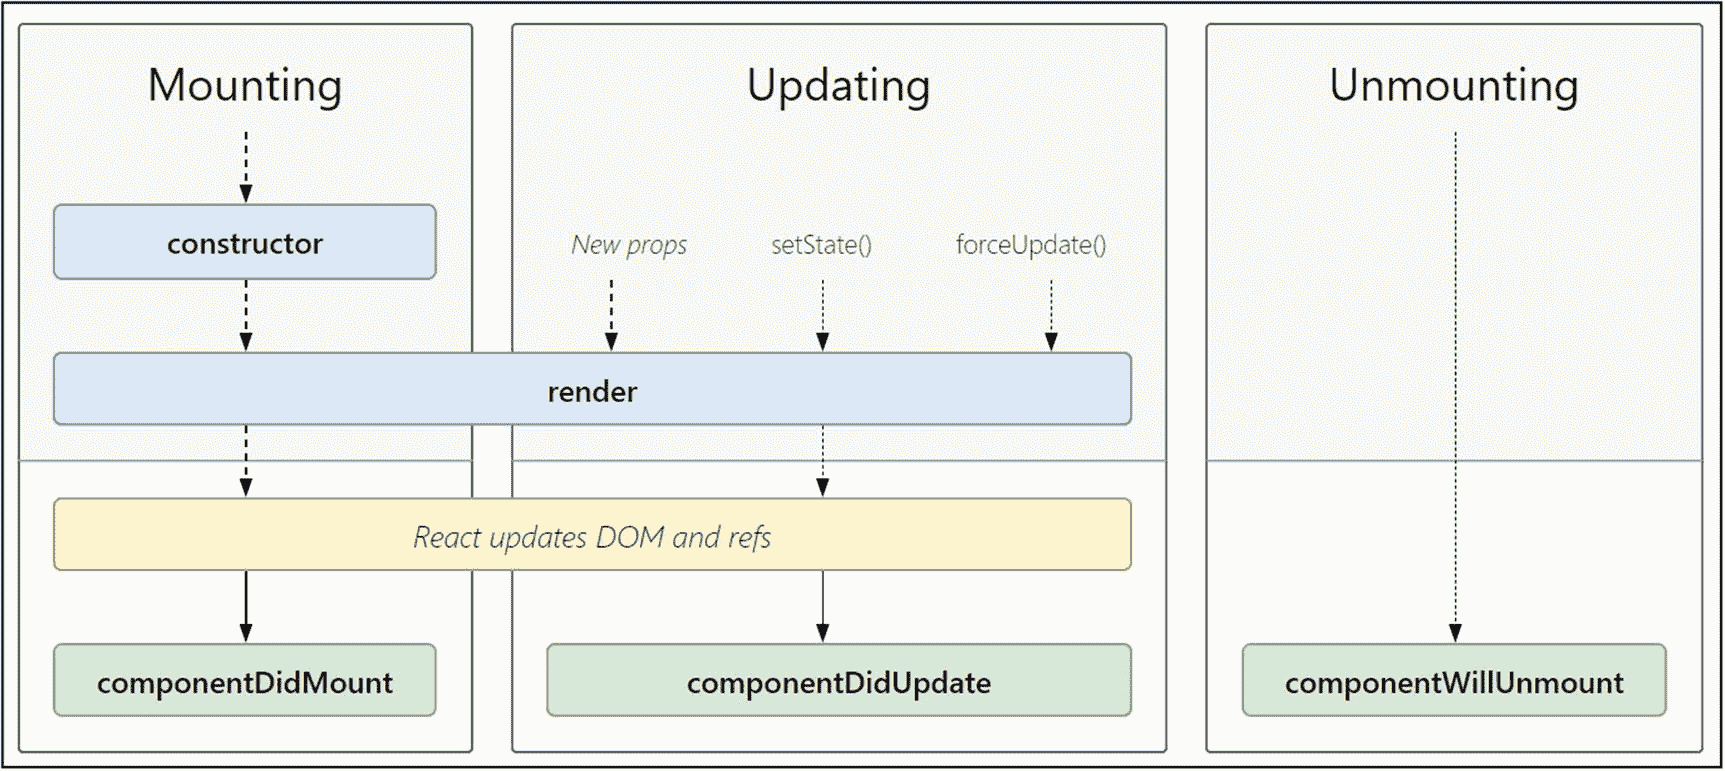 Mounting
Updating
Unmounting
constructor
New props
setState()
forceUpdate()
render
React updates DOM and refs
componentDidMount
componentDidUpdate
componentWillUnmount